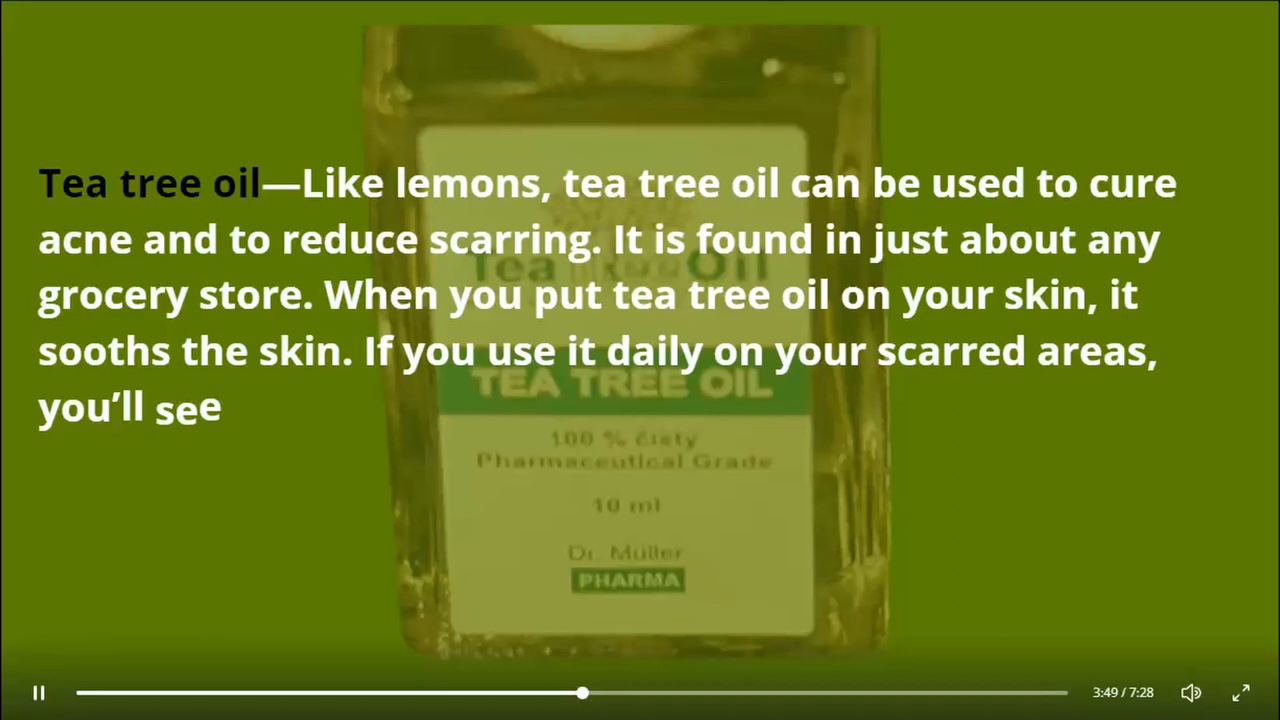 Tea tree oil—Like lemons, tea tree oil can be used to cure
acne and to reduce scarring. It is found in just about any
grocery store. When you put tea tree oil on your skin, it
sooths the skin. If you use it daily on your scarred areas,
you’ll see
Tea Oil
TEA TREE OIL
100 % čistý
Pharmaceutical Grade
10 ml
Dr. Müller
PHARMA
3:49 / 7:28